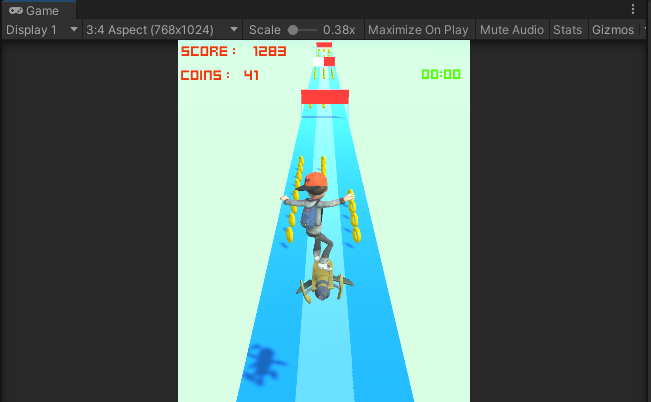 Game
Display 1 3:4 Aspect (768x1024) Scale 0.38x Maximize On Play Mute Audio Stats Gizmos
SCORE: 1283
COINS: 41
00:00